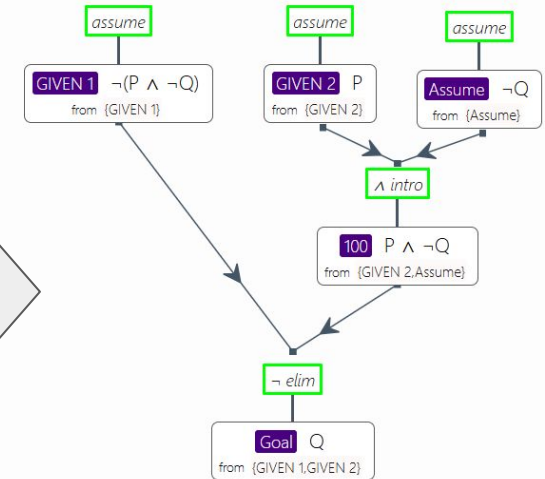 assume
assume
assume
GIVEN 1 ¬(P ∧ ¬Q)
from {GIVEN 1}
GIVEN 2 P
from {GIVEN 2}
Assume ¬Q
from {Assume}
∧ intro
100 P ∧ ¬Q
from {GIVEN 2,Assume}
¬ elim
Goal Q
from {GIVEN 1,GIVEN 2}